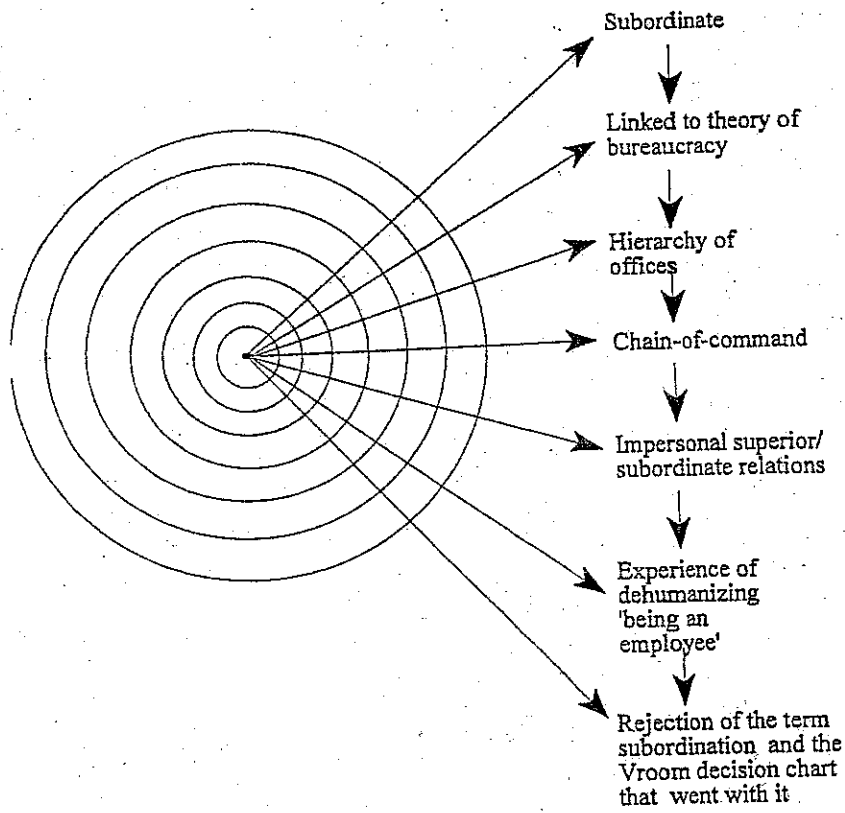 Subordinate
Linked to theory of
bureaucracy
Hierarchy of
offices
Chain-of-command
Impersonal superior/
subordinate relations
Experience of
dehumanizing
'being an
employee'
Rejection of the term
subordination and the
Vroom decision chart
that went with it